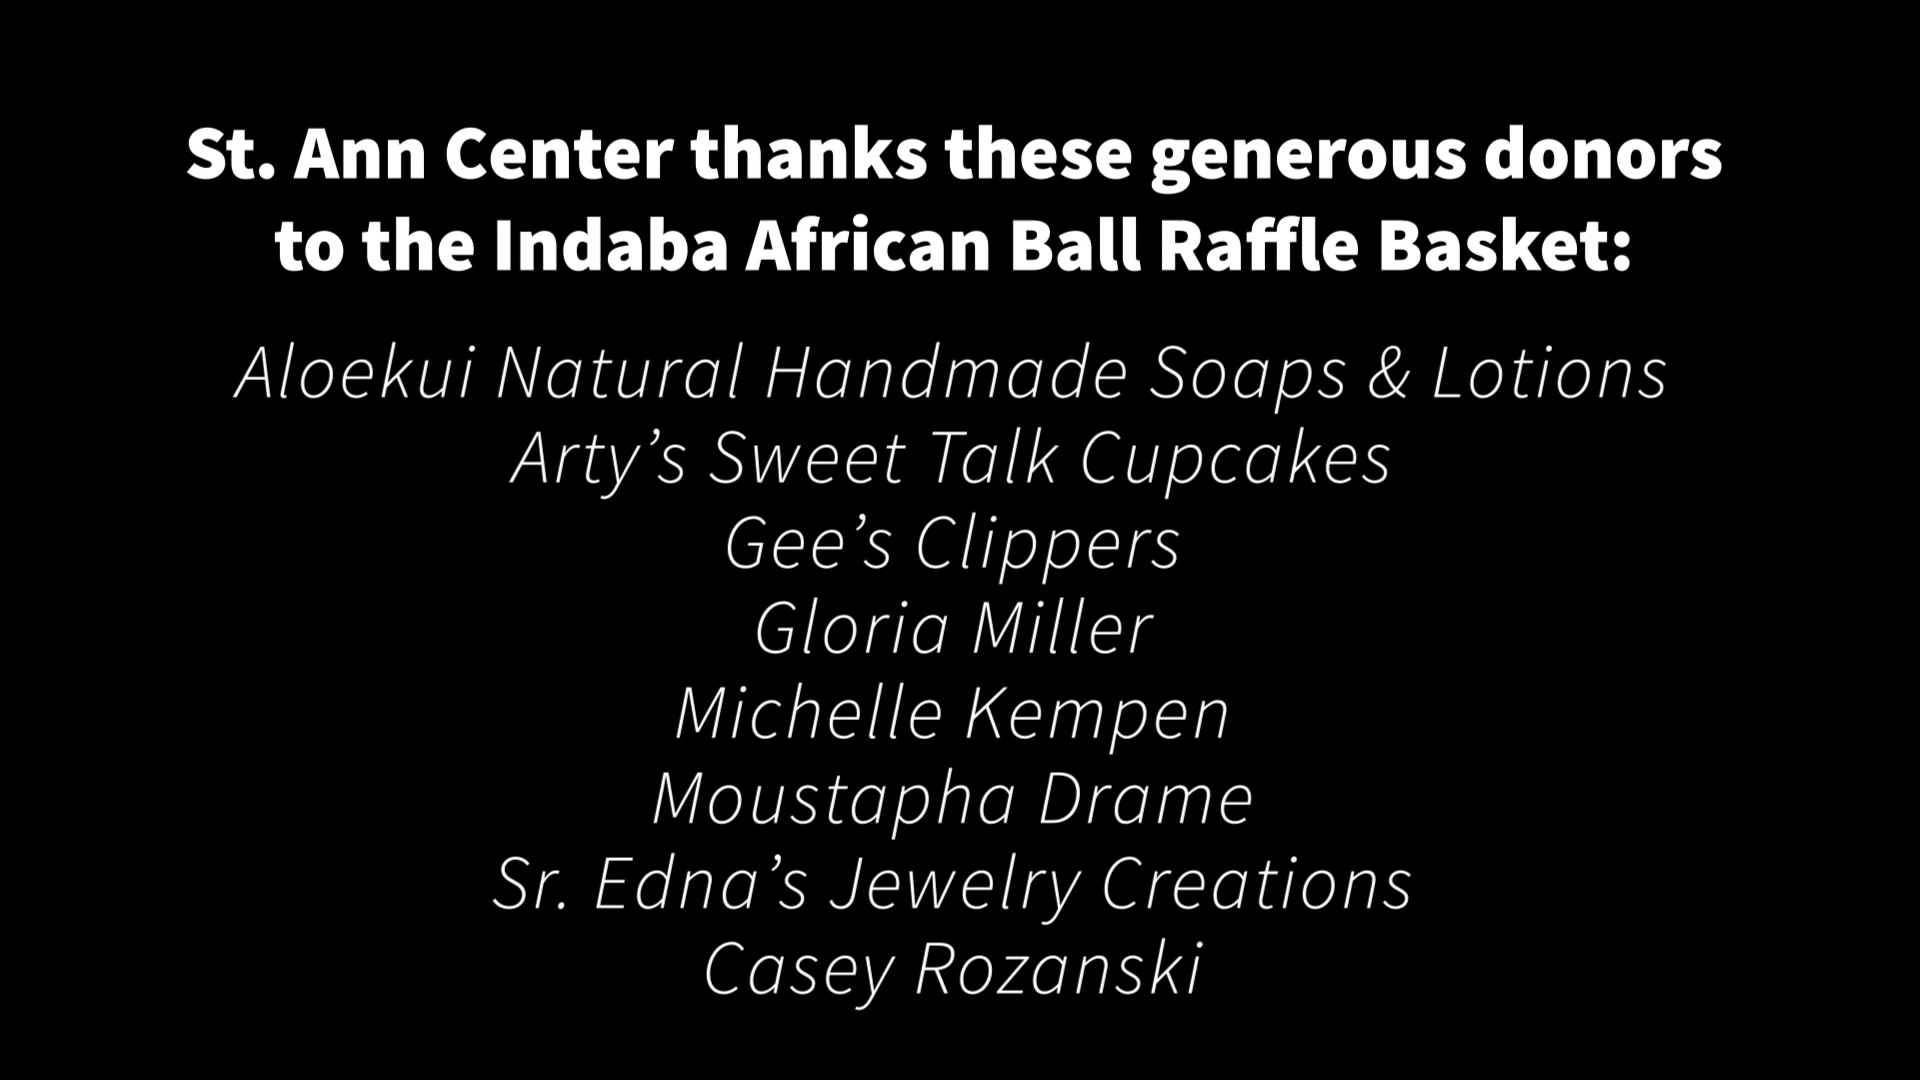 St. Ann Center thanks these generous donors
to the Indaba African Ball Raffle Basket:
Aloekui Natural Handmade Soaps & Lotions
Arty’s Sweet Talk Cupcakes
Gee’s Clippers
Gloria Miller
Michelle Kempen
Moustapha Drame
Sr. Edna’s Jewelry Creations
Casey Rozanski